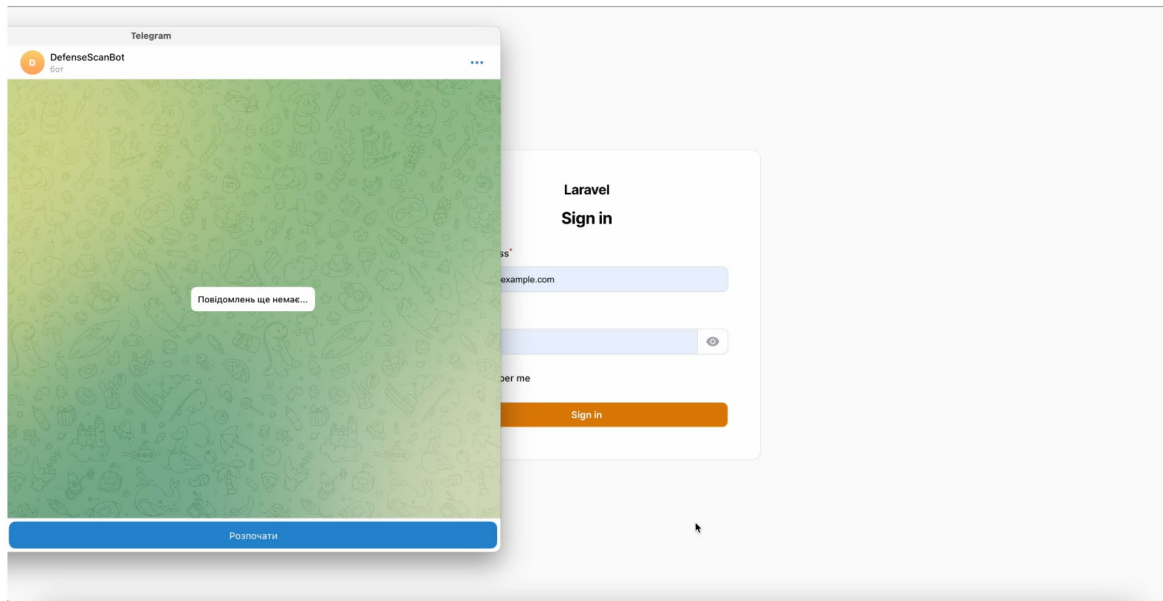 Telegram
D
DefenseScanBot
бот
Повідомлень ще немає...
Розпочати
Laravel
Sign in
ss*
example.com
ber me
Sign in